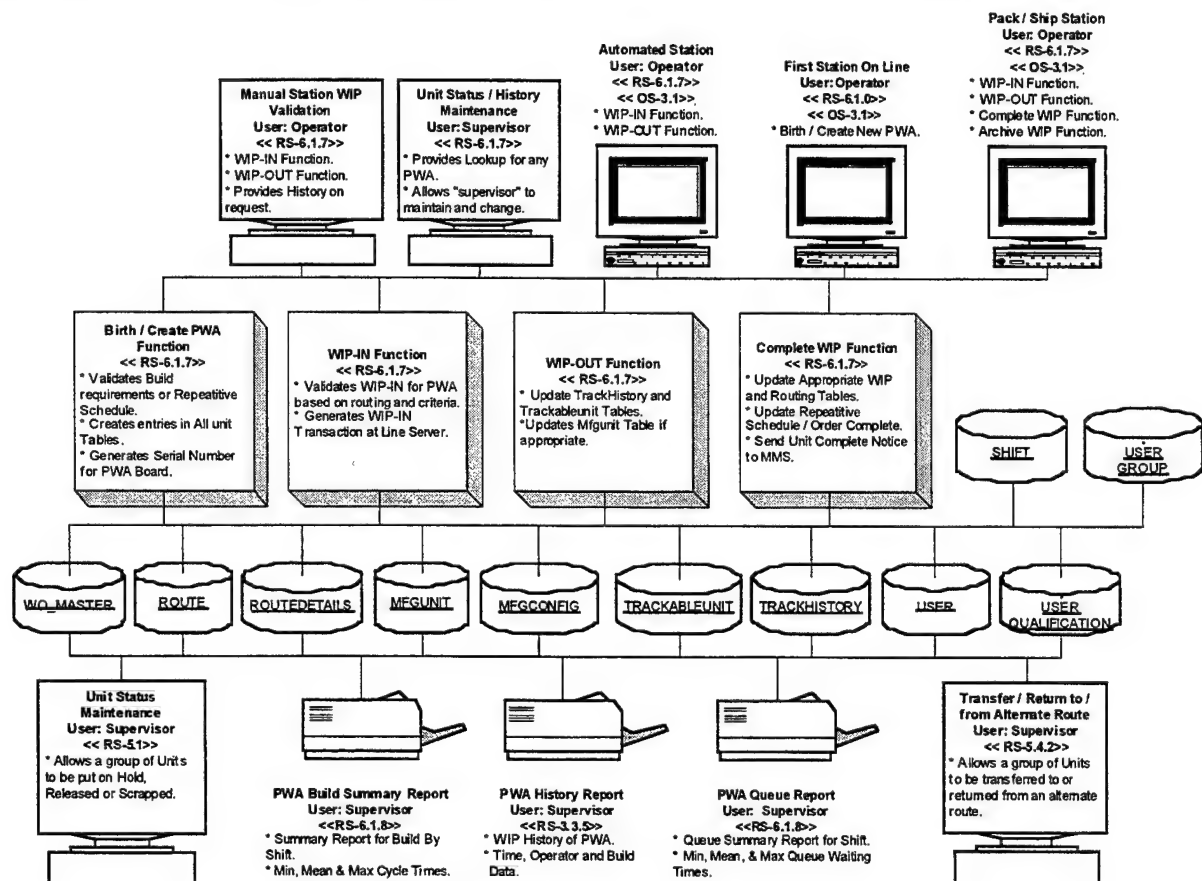 Manual Station WIP
Validation
User: Operator
<< RS-6.1.7>>
* WIP-IN Function.
* WIP-OUT Function.
* Provides History on
request.
Unit Status / History
Maintenance
User: Supervisor
<< RS-6.1.7>>
* Provides Lookup for any
PWA.
* Allows "supervisor" to
maintain and change.
Automated Station
User: Operator
<< RS-6.1.7>>
<< OS-3.1>>
* WIP-IN Function.
* WIP-OUT Function.
First Station On Line
User: Operator
<< RS-6.1.0>>
<< OS-3.1>>
* Birth / Create New PWA.
Pack / Ship Station
User: Operator
<< RS-6.1.7>>
<< OS-3.1>>
* WIP-IN Function.
* WIP-OUT Function.
* Complete WIP Function.
* Archive WIP Function.
Birth / Create PWA
Function
<< RS-6.1.7>>
* Validates Build
requirements or Repeatitive
Schedule.
* Creates entries in All unit
Tables.
* Generates Serial Number
for PWA Board.
WIP-IN Function
<< RS-6.1.7>>
* Validates WIP-IN for PWA
based on routing and criteria.
* Generates WIP-IN
Transaction at Line Server.
WIP-OUT Function
<< RS-6.1.7>>
* Update TrackHistory and
Trackableunit Tables.
*Updates Mfgunit Table if
appropriate.
Complete WIP Function
<< RS-6.1.7>>
* Update Appropriate WIP
and Routing Tables.
* Update Repeatitive
Schedule / Order Complete.
* Send Unit Complete Notice
to MMS.
SHIFT
USER
GROUP
WO_MASTER
ROUTE
ROUTEDETAILS
MFGUNIT
MFGCONFIG
TRACKABLEUNIT
TRACKHISTORY
USER
USER
QUALIFICATION
Unit Status
Maintenance
User: Supervisor
<< RS-5.1>>
* Allows a group of Units
to be put on Hold,
Released or Scrapped.
PWA Build Summary Report
User: Supervisor
<<RS-6.1.8>>
* Summary Report for Build By
Shift.
* Min, Mean & Max Cycle Times.
PWA History Report
User: Supervisor
<<RS-3.3.5>>
* WIP History of PWA.
* Time, Operator and Build
Data.
PWA Queue Report
User: Supervisor
<<RS-6.1.8>>
* Queue Summary Report for Shift.
* Min, Mean, & Max Queue Waiting
Times.
Transfer / Return to /
from Alternate Route
User: Supervisor
<< RS-5.4.2>>
* Allows a group of Units
to be transferred to or
returned from an alternate
route.